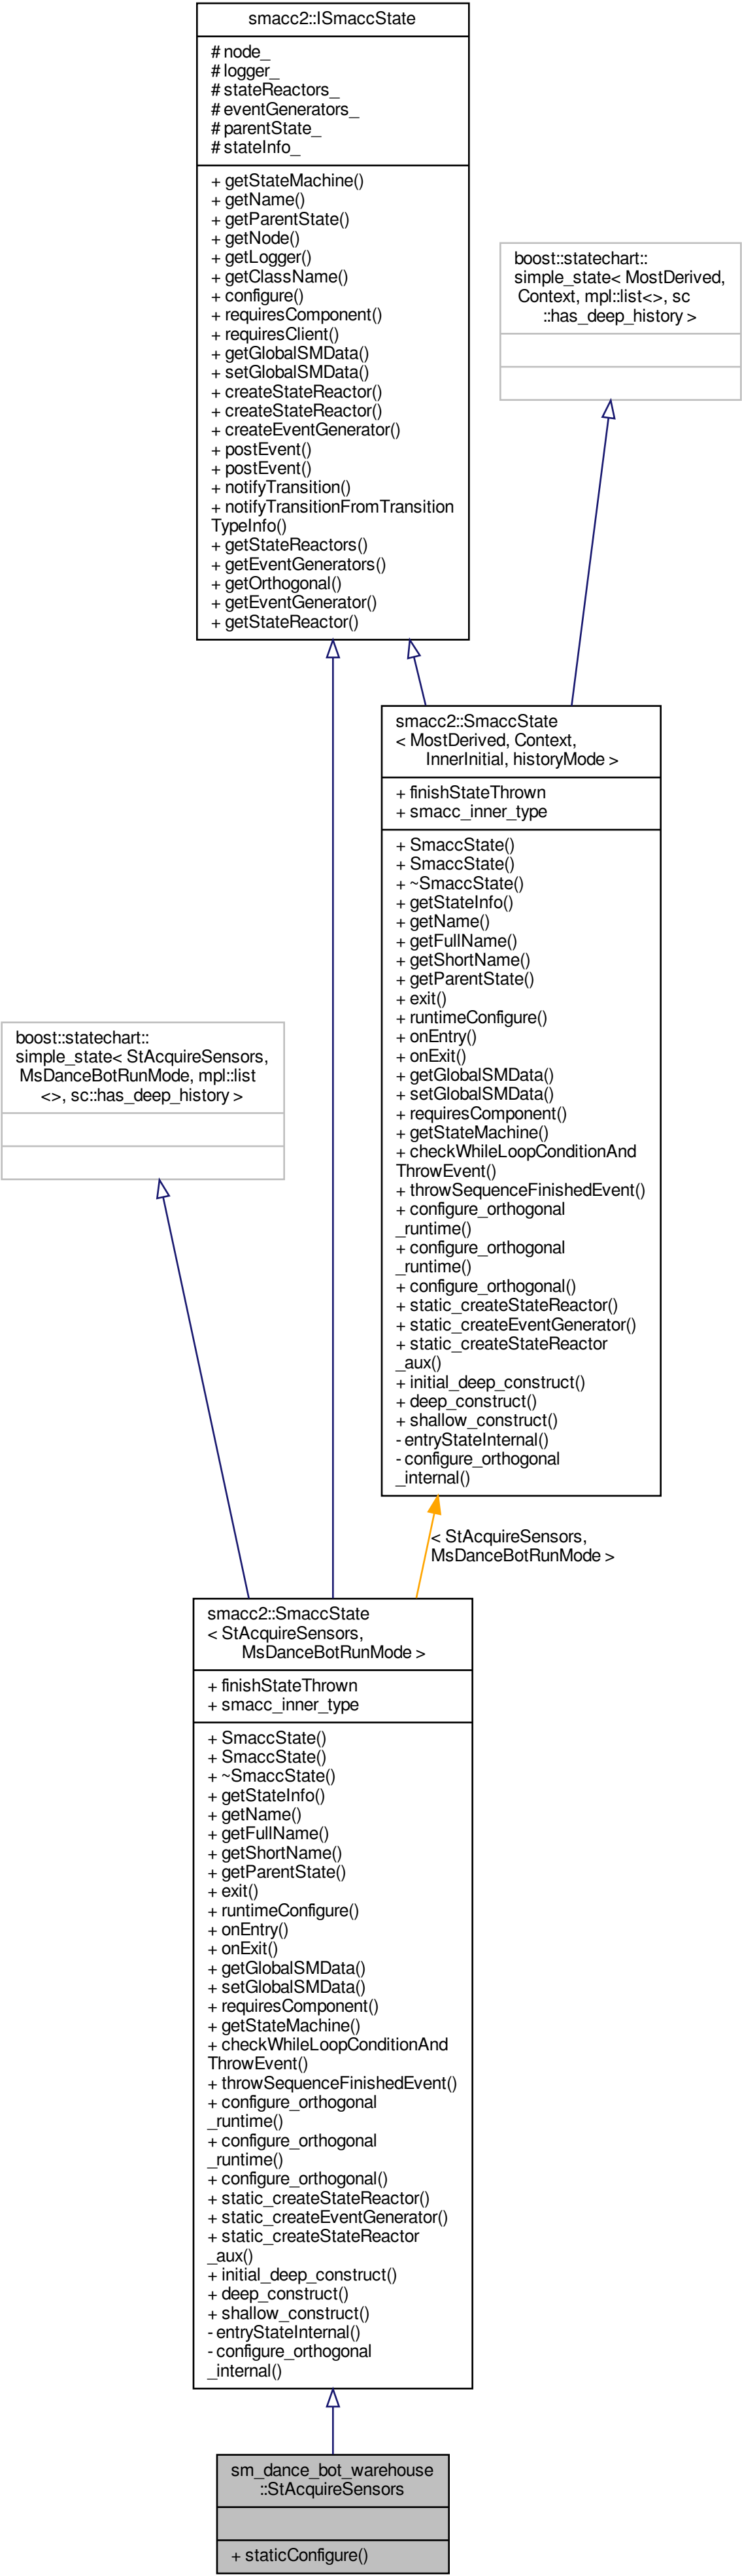 smacc2::ISmaccState
# node_
# logger_
# stateReactors_
# eventGenerators_
# parentState_
# stateInfo_
+ getStateMachine()
+ getName()
+ getParentState()
+ getNode()
+ getLogger()
+ getClassName()
+ configure()
+ requiresComponent()
+ requiresClient()
+ getGlobalSMData()
+ setGlobalSMData()
+ createStateReactor()
+ createStateReactor()
+ createEventGenerator()
+ postEvent()
+ postEvent()
+ notifyTransition()
+ notifyTransitionFromTransition
TypeInfo()
+ getStateReactors()
+ getEventGenerators()
+ getOrthogonal()
+ getEventGenerator()
+ getStateReactor()
boost::statechart::
simple_state< MostDerived,
Context, mpl::list<>, sc
::has_deep_history >
smacc2::SmaccState
< MostDerived, Context,
InnerInitial, historyMode >
+ finishStateThrown
+ smacc_inner_type
+ SmaccState()
+ SmaccState()
+ ~SmaccState()
+ getStateInfo()
+ getName()
+ getFullName()
+ getShortName()
+ getParentState()
+ exit()
+ runtimeConfigure()
+ onEntry()
+ onExit()
+ getGlobalSMData()
+ setGlobalSMData()
+ requiresComponent()
+ getStateMachine()
+ checkWhileLoopConditionAnd
ThrowEvent()
+ throwSequenceFinishedEvent()
+ configure_orthogonal
_runtime()
+ configure_orthogonal
_runtime()
+ configure_orthogonal()
+ static_createStateReactor()
+ static_createEventGenerator()
+ static_createStateReactor
_aux()
+ initial_deep_construct()
+ deep_construct()
+ shallow_construct()
- entryStateInternal()
- configure_orthogonal
_internal()
boost::statechart::
simple_state< StAcquireSensors,
MsDanceBotRunMode, mpl::list
<>, sc::has_deep_history >
< StAcquireSensors,
MsDanceBotRunMode >
smacc2::SmaccState
< StAcquireSensors,
MsDanceBotRunMode >
+ finishStateThrown
+ smacc_inner_type
+ SmaccState()
+ SmaccState()
+ ~SmaccState()
+ getStateInfo()
+ getName()
+ getFullName()
+ getShortName()
+ getParentState()
+ exit()
+ runtimeConfigure()
+ onEntry()
+ onExit()
+ getGlobalSMData()
+ setGlobalSMData()
+ requiresComponent()
+ getStateMachine()
+ checkWhileLoopConditionAnd
ThrowEvent()
+ throwSequenceFinishedEvent()
+ configure_orthogonal
_runtime()
+ configure_orthogonal
_runtime()
+ configure_orthogonal()
+ static_createStateReactor()
+ static_createEventGenerator()
+ static_createStateReactor
_aux()
+ initial_deep_construct()
+ deep_construct()
+ shallow_construct()
- entryStateInternal()
- configure_orthogonal
_internal()
sm_dance_bot_warehouse
::StAcquireSensors
+ staticConfigure()